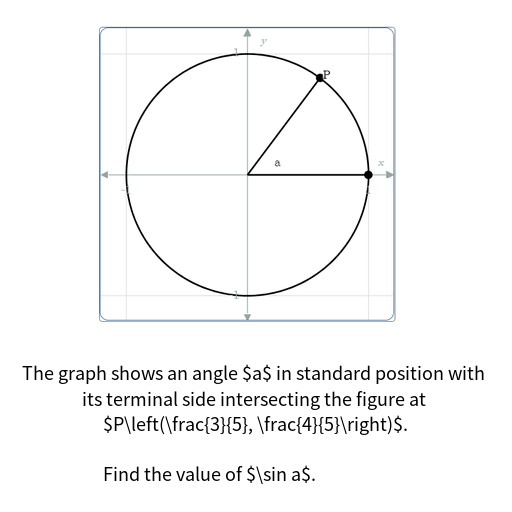 y
1
P
a
x
-1
1
-1
The graph shows an angle $a$ in standard position with
its terminal side intersecting the figure at
$P\left(\frac{3}{5}, \frac{4}{5}\right)$.
Find the value of $\sin a$.